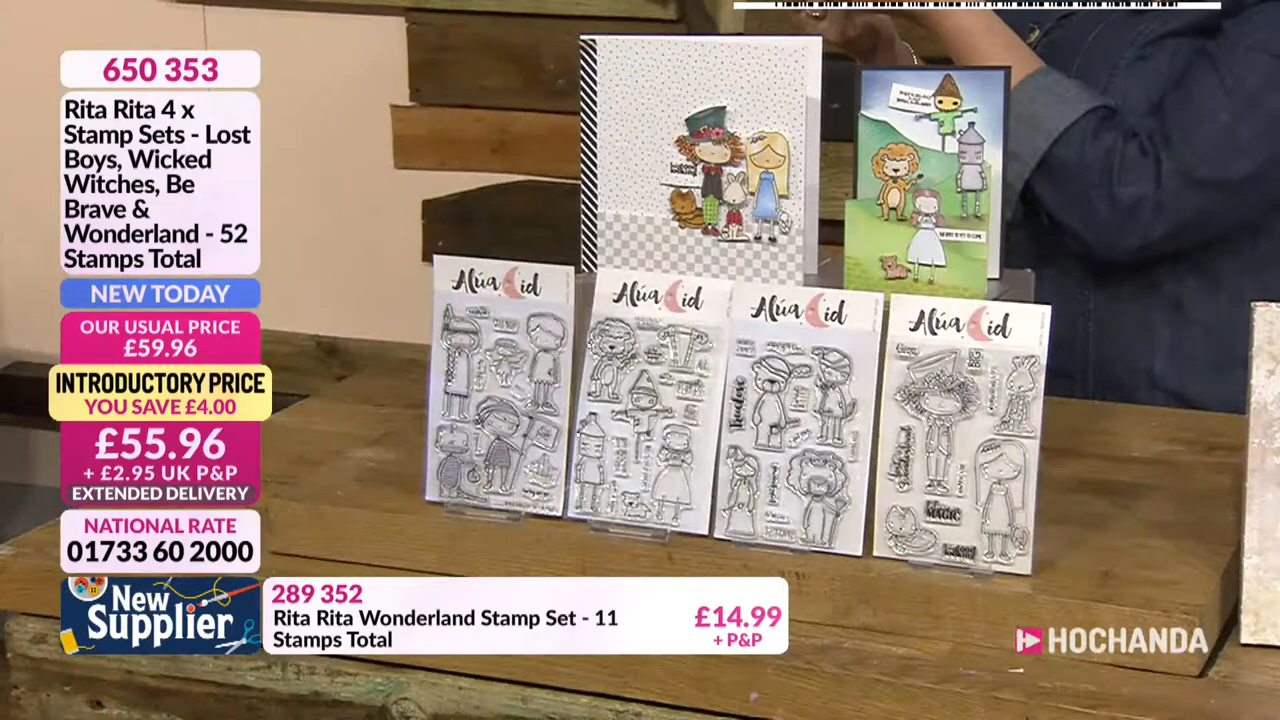 650 353
Rita Rita 4 x
Stamp Sets - Lost
Boys, Wicked
Witches, Be
Brave &
Wonderland - 52
Stamps Total
NEW TODAY
OUR USUAL PRICE
£59.96
INTRODUCTORY PRICE
YOU SAVE £4.00
£55.96
+ £2.95 UK P&P
EXTENDED DELIVERY
NATIONAL RATE
01733 60 2000
New
Supplier
289 352
Rita Rita Wonderland Stamp Set - 11
Stamps Total
£14.99
+ P&P
HOCHANDA
Alúa Cid
Alúa Cid
Alúa Cid
Alúa Cid
MAGIC